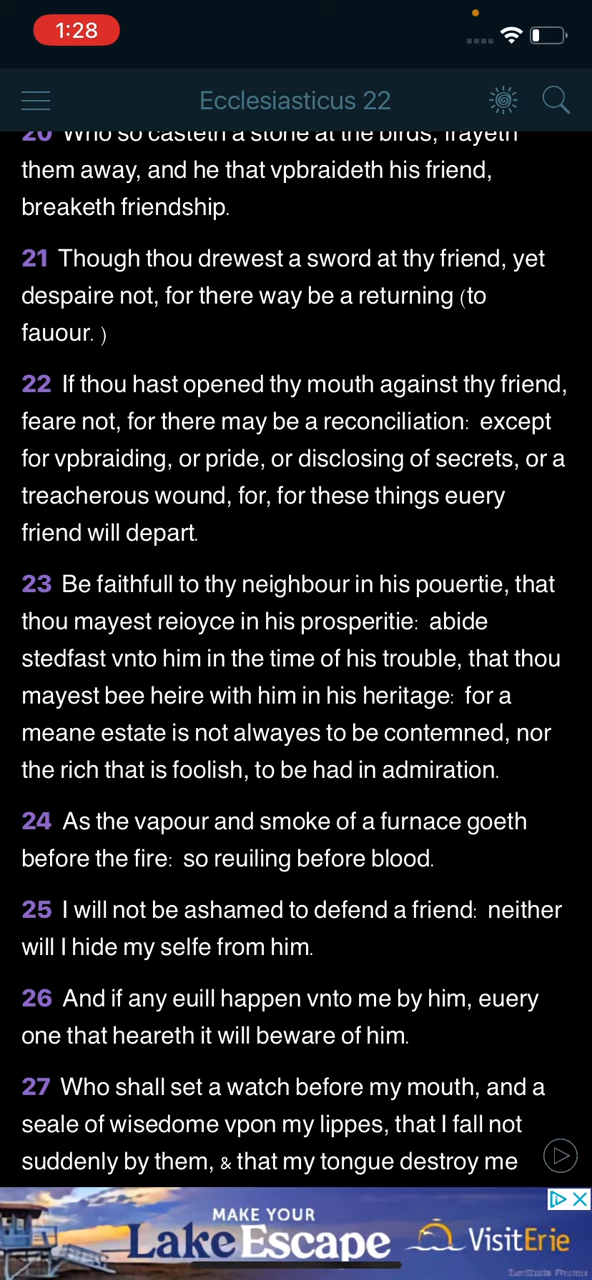 1:28
Ecclesiasticus 22
20 Who so casteth a stone at the birds, frayeth
them away, and he that vpbraideth his friend,
breaketh friendship.
21 Though thou drewest a sword at thy friend, yet
despaire not, for there way be a returning (to
fauour. )
22 If thou hast opened thy mouth against thy friend,
feare not, for there may be a reconciliation: except
for vpbraiding, or pride, or disclosing of secrets, or a
treacherous wound, for, for these things euery
friend will depart.
23 Be faithfull to thy neighbour in his pouertie, that
thou mayest reioyce in his prosperitie: abide
stedfast vnto him in the time of his trouble, that thou
mayest bee heire with him in his heritage: for a
meane estate is not alwayes to be contemned, nor
the rich that is foolish, to be had in admiration.
24 As the vapour and smoke of a furnace goeth
before the fire: so reuiling before blood.
25 I will not be ashamed to defend a friend: neither
will I hide my selfe from him.
26 And if any euill happen vnto me by him, euery
one that heareth it will beware of him.
27 Who shall set a watch before my mouth, and a
seale of wisedome vpon my lippes, that I fall not
suddenly by them, & that my tongue destroy me
MAKE YOUR
Lake Escape
VisitErie